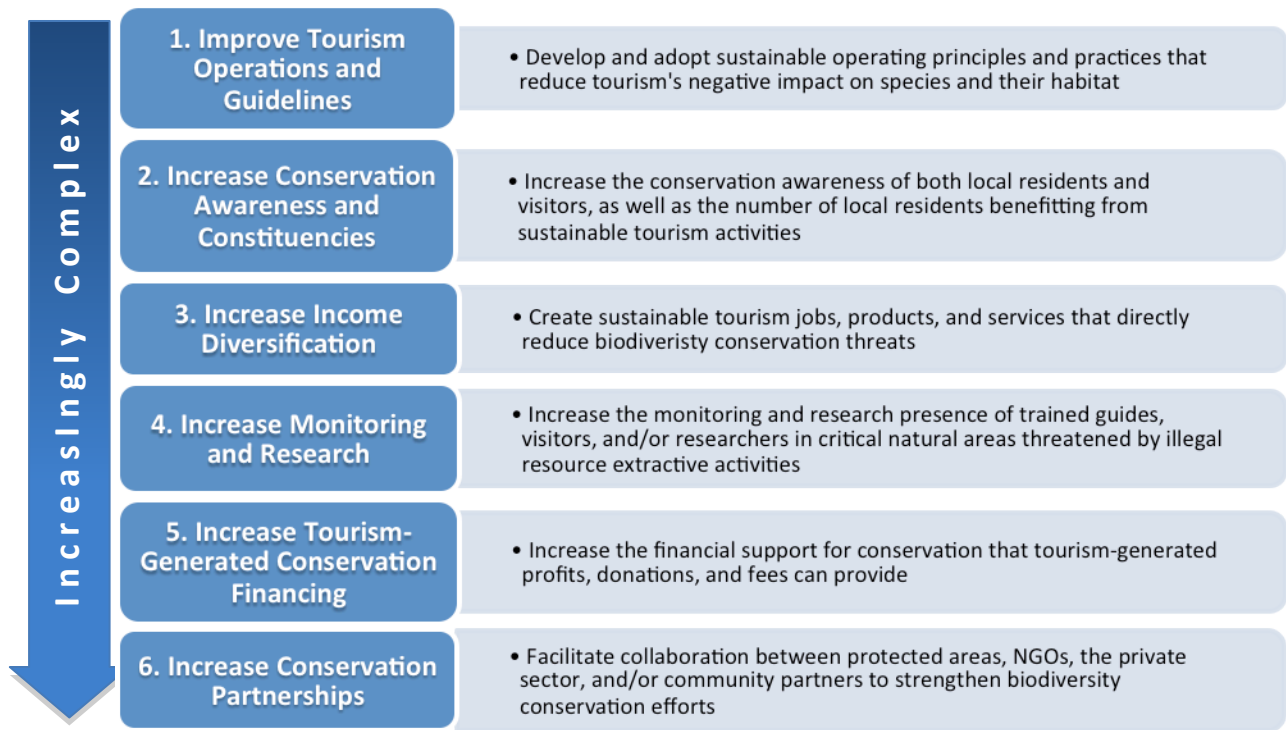 Increasingly Complex
1. Improve Tourism
Operations and
Guidelines
• Develop and adopt sustainable operating principles and practices that
reduce tourism's negative impact on species and their habitat
2. Increase Conservation
Awareness and
Constituencies
• Increase the conservation awareness of both local residents and
visitors, as well as the number of local residents benefitting from
sustainable tourism activities
3. Increase Income
Diversification
• Create sustainable tourism jobs, products, and services that directly
reduce biodiveristy conservation threats
4. Increase Monitoring
and Research
• Increase the monitoring and research presence of trained guides,
visitors, and/or researchers in critical natural areas threatened by illegal
resource extractive activities
5. Increase Tourism-
Generated Conservation
Financing
• Increase the financial support for conservation that tourism-generated
profits, donations, and fees can provide
6. Increase Conservation
Partnerships
• Facilitate collaboration between protected areas, NGOs, the private
sector, and/or community partners to strengthen biodiversity
conservation efforts